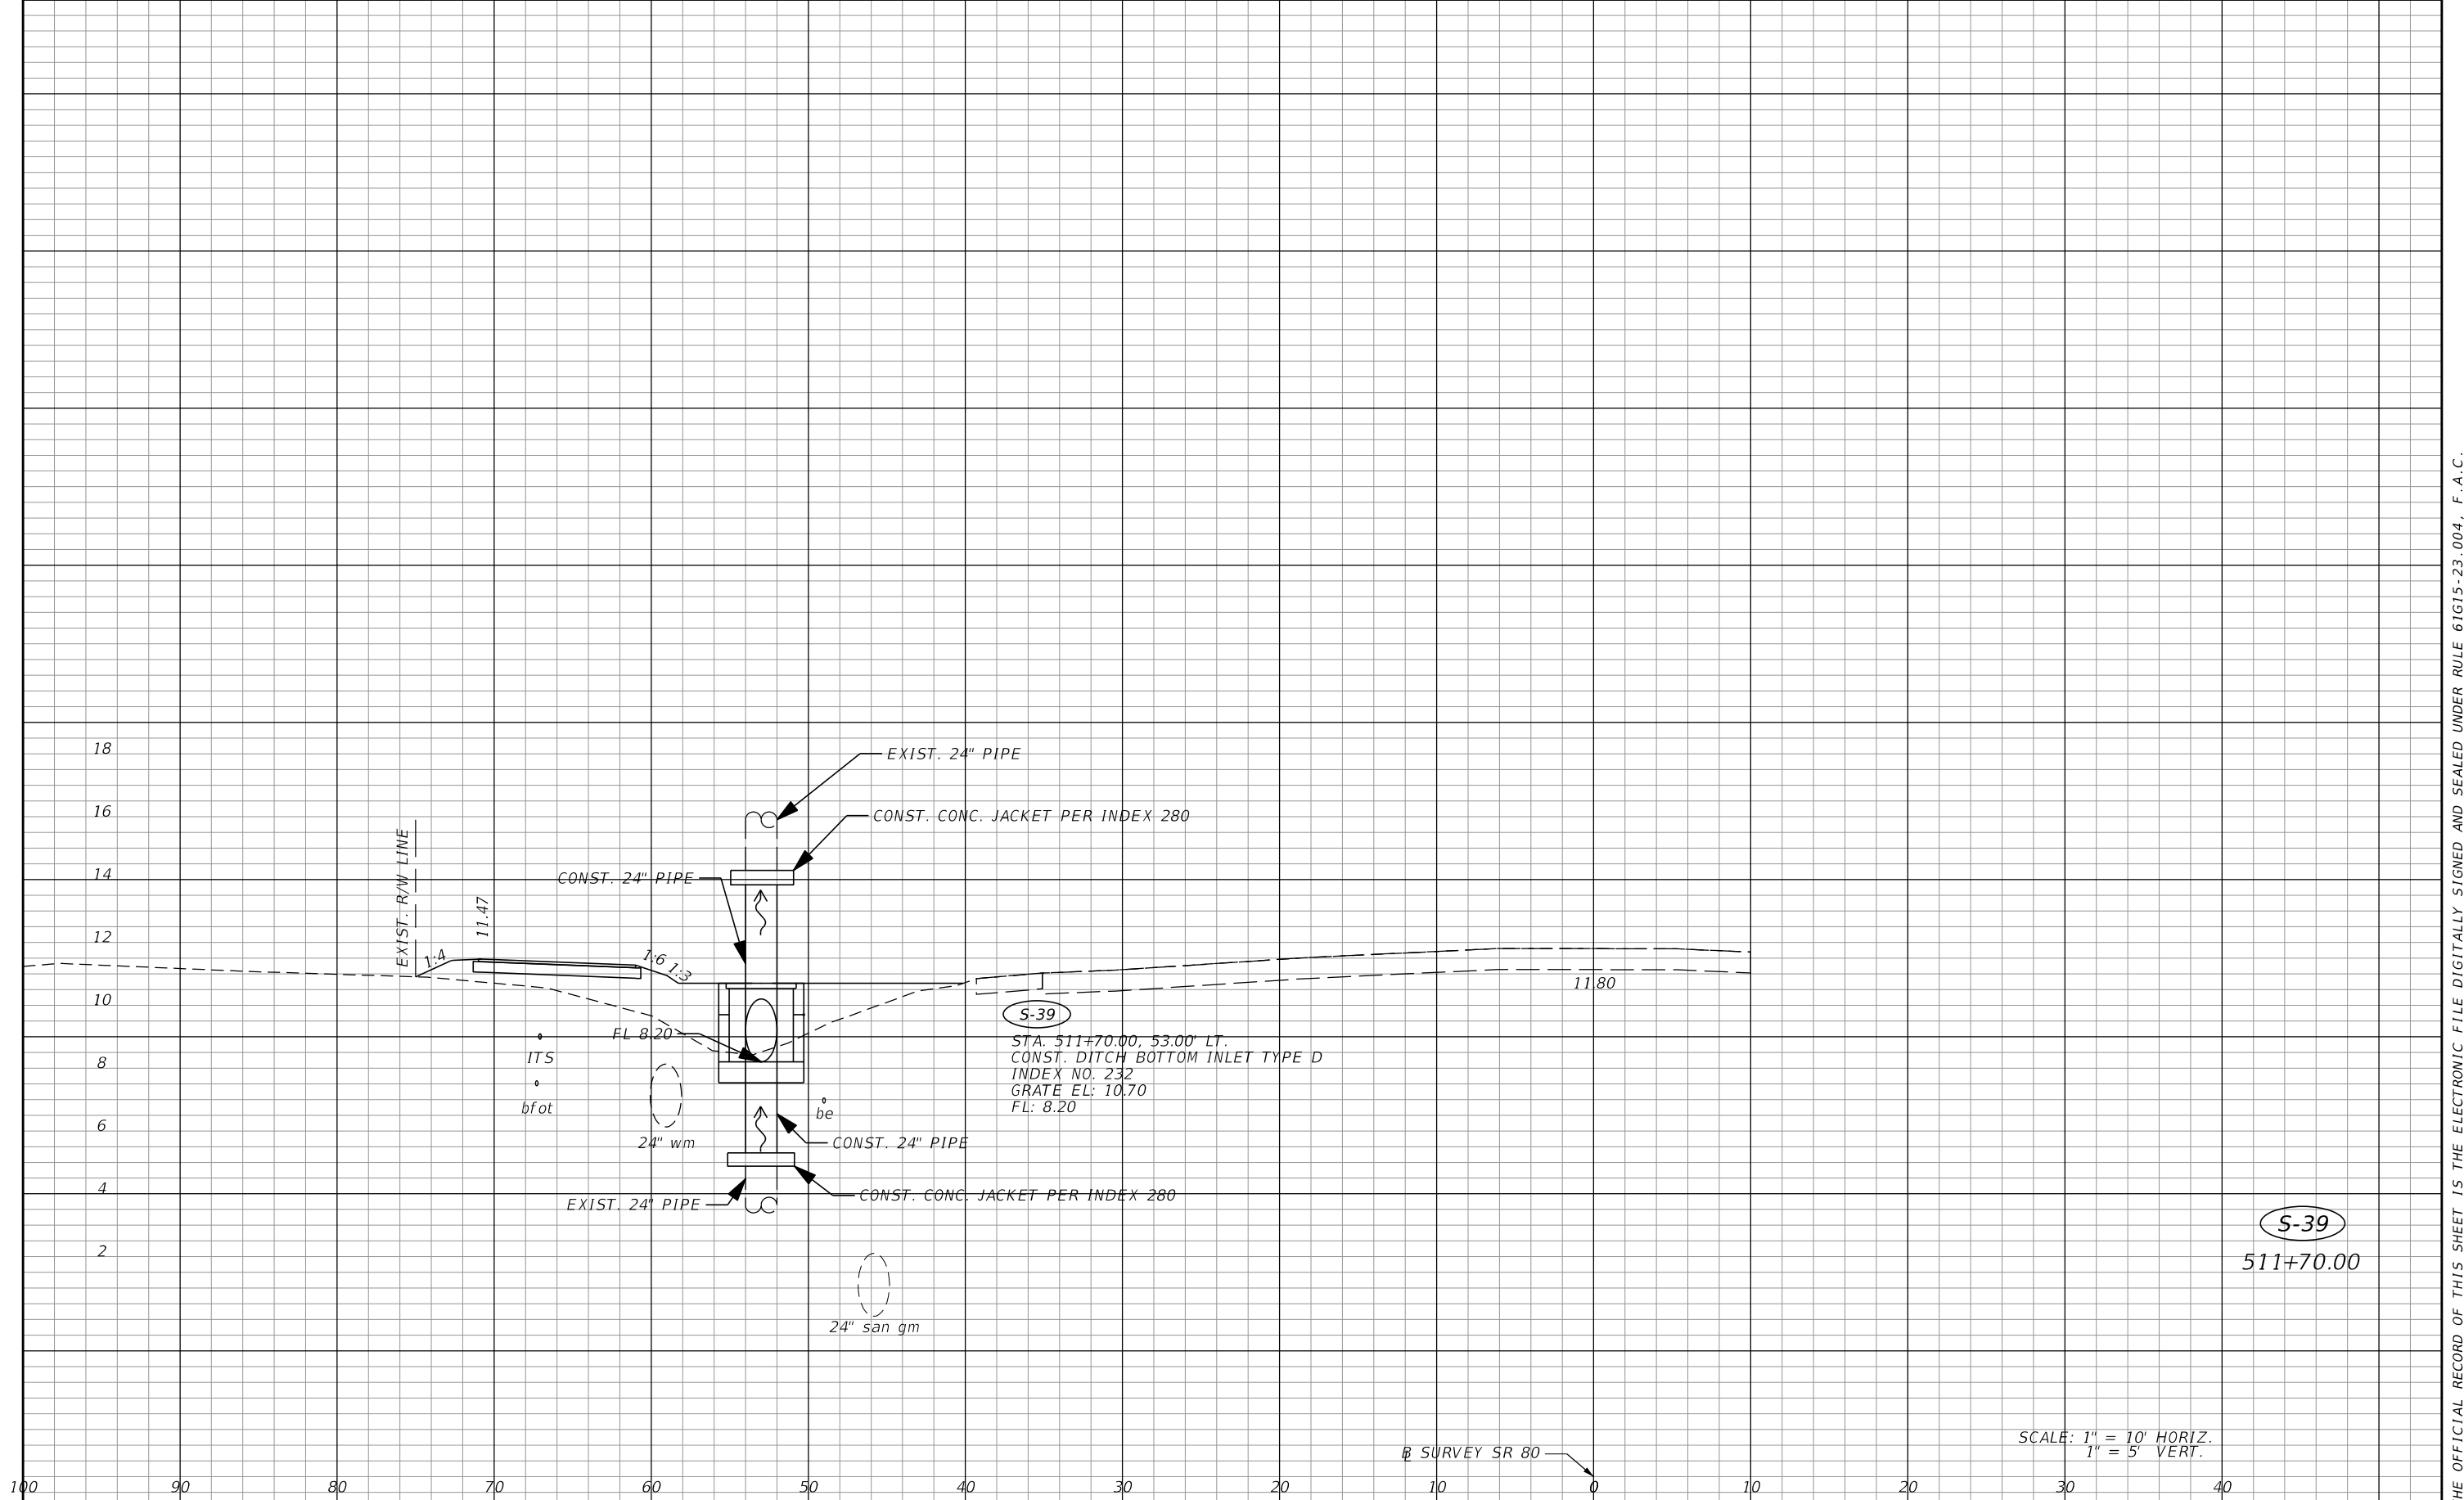 18
EXIST. 24" PIPE
16
CONST. CONC. JACKET PER INDEX 280
EXIST. R/W LINE
14
CONST. 24" PIPE
11.47
12
1:4
1:6
1:3
10
11.80
S-39
FL 8.20
STA. 511+70.00, 53.00' LT.
CONST. DITCH BOTTOM INLET TYPE D
INDEX NO. 232
GRATE EL: 10.70
FL: 8.20
ITS
8
bfot
be
6
24" wm
CONST. 24" PIPE
4
CONST. CONC. JACKET PER INDEX 280
EXIST. 24" PIPE
2
24" san gm
S-39
511+70.00
SCALE: 1" = 10' HORIZ.
1" = 5' VERT.
BL SURVEY SR 80
100 90 80 70 60 50 40 30 20 10 0 10 20 30 40
HE OFFICIAL RECORD OF THIS SHEET IS THE ELECTRONIC FILE DIGITALLY SIGNED AND SEALED UNDER RULE 61G15-23.004, F.A.C.